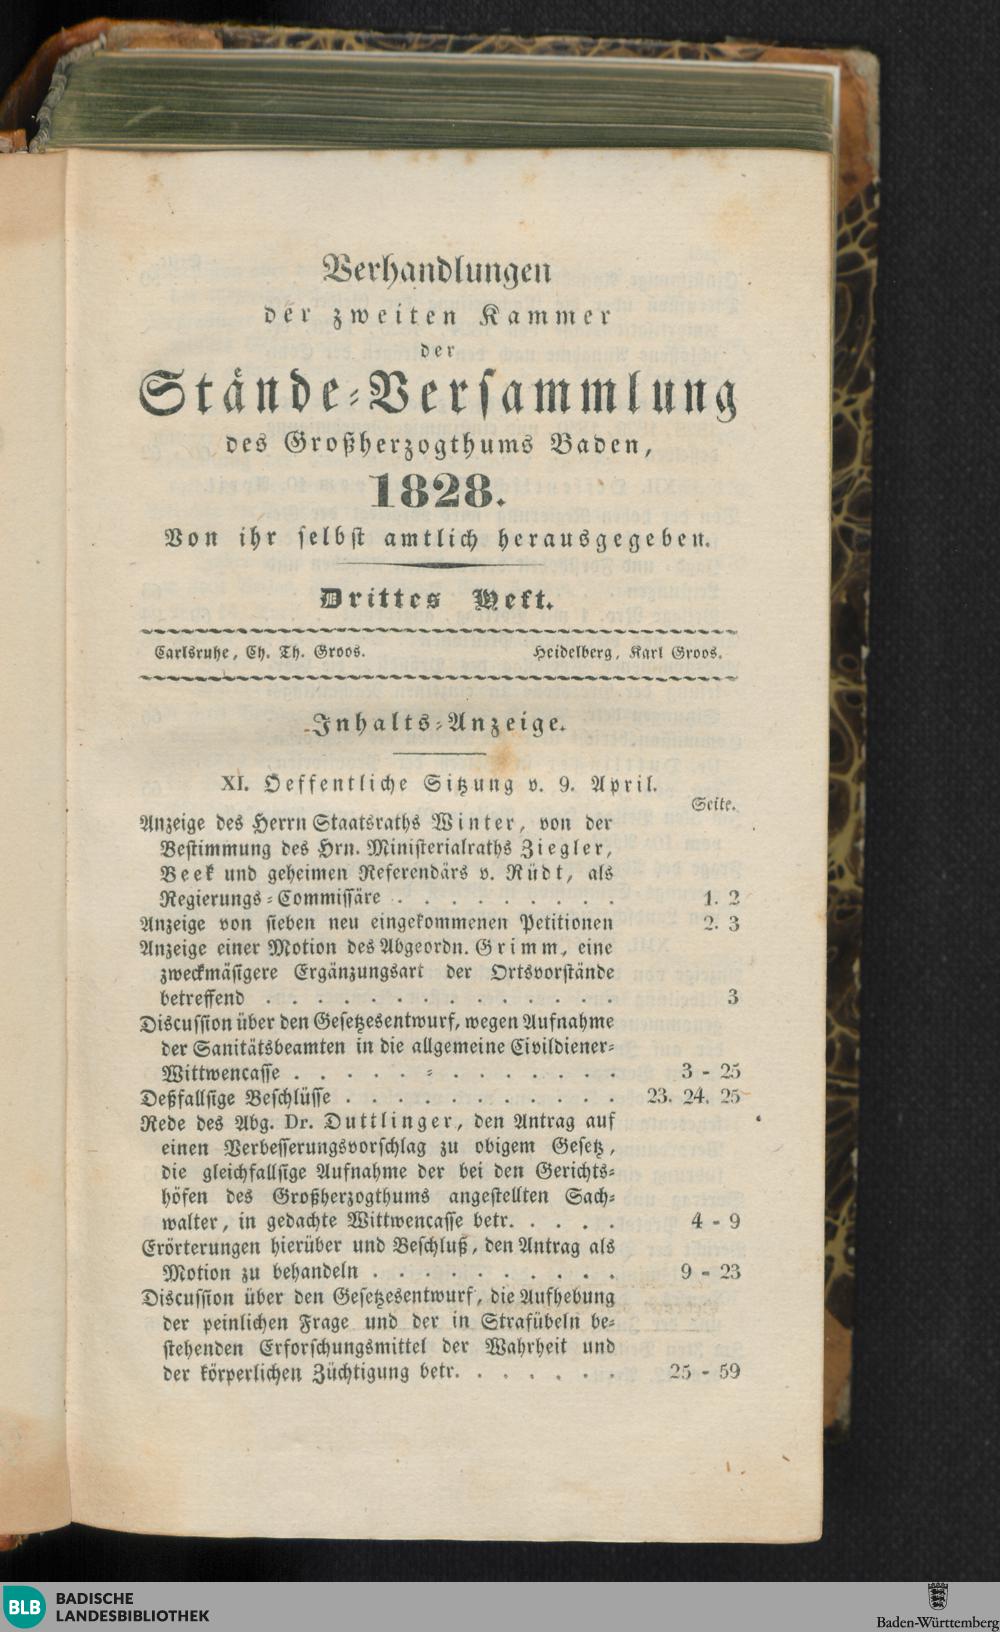 Verhandlungen
der zweiten Kammer
der
Stände-Versammlung
des Großherzogthums Baden,
1828.
Von ihr selbst amtlich herausgegeben.
Drittes Heft.
Carlsruhe, Ch. Th. Groos. Heidelberg, Karl Groos.
Inhalts-Anzeige.
XI. Oeffentliche Sitzung v. 9. April.
Seite.
Anzeige des Herrn Staatsraths Winter, von der
Bestimmung des Hrn. Ministerialraths Ziegler,
Beek und geheimen Referendärs v. Rüdt, als
Regierungs-Commissäre . . . . . . . . . 1. 2
Anzeige von sieben neu eingekommenen Petitionen 2. 3
Anzeige einer Motion des Abgeordn. Grimm, eine
zweckmäsigere Ergänzungsart der Ortsvorstände
betreffend . . . . . . . . . . . . . . 3
Discussion über den Gesetzesentwurf, wegen Aufnahme
der Sanitätsbeamten in die allgemeine Civildiener-
Wittwencasse . . . . . . . . . . . . . 3 - 25
Deßfallsige Beschlüsse . . . . . . . . . . . 23. 24. 25
Rede des Abg. Dr. Duttlinger, den Antrag auf
einen Verbesserungsvorschlag zu obigem Gesetz,
die gleichfallsige Aufnahme der bei den Gerichts-
höfen des Großherzogthums angestellten Sach-
walter, in gedachte Wittwencasse betr. . . . . 4 - 9
Erörterungen hierüber und Beschluß, den Antrag als
Motion zu behandeln . . . . . . . . . . 9 - 23
Discussion über den Gesetzesentwurf, die Aufhebung
der peinlichen Frage und der in Strafübeln be-
stehenden Erforschungsmittel der Wahrheit und
der körperlichen Züchtigung betr. . . . . . . 25 - 59
BLB BADISCHE
LANDESBIBLIOTHEK
Baden-Württemberg